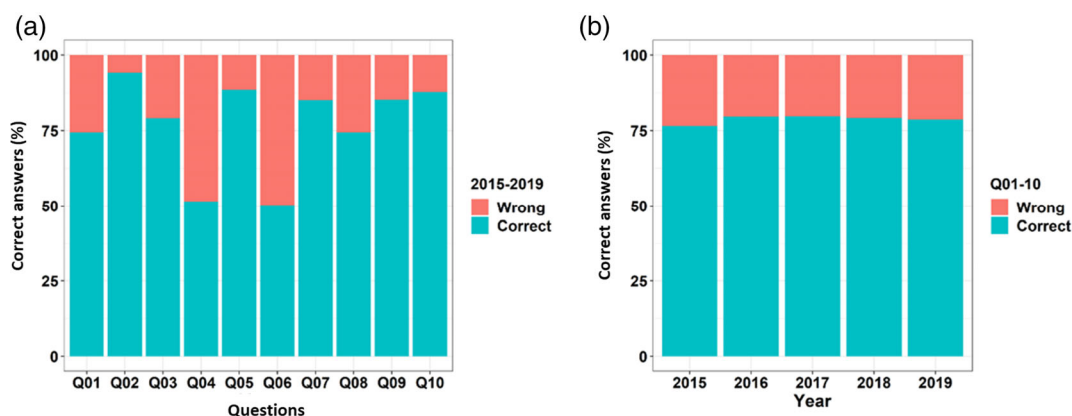 (a)
Correct answers (%)
100
75
50
25
0
Q01 Q02 Q03 Q04 Q05 Q06 Q07 Q08 Q09 Q10
Questions
2015-2019
Wrong
Correct
(b)
Correct answers (%)
100
75
50
25
0
2015 2016 2017 2018 2019
Year
Q01-10
Wrong
Correct